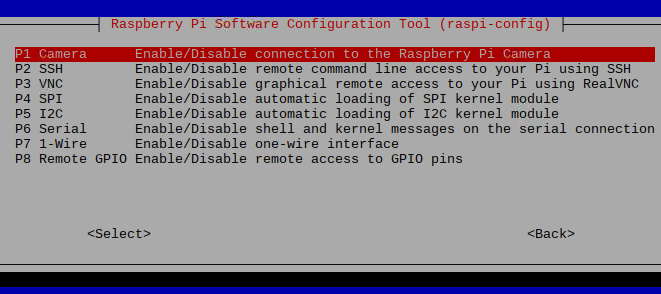 Raspberry Pi Software Configuration Tool (raspi-config)
P1 Camera Enable/Disable connection to the Raspberry Pi Camera
P2 SSH Enable/Disable remote command line access to your Pi using SSH
P3 VNC Enable/Disable graphical remote access to your Pi using RealVNC
P4 SPI Enable/Disable automatic loading of SPI kernel module
P5 I2C Enable/Disable automatic loading of I2C kernel module
P6 Serial Enable/Disable shell and kernel messages on the serial connection
P7 1-Wire Enable/Disable one-wire interface
P8 Remote GPIO Enable/Disable remote access to GPIO pins
<Select> <Back>